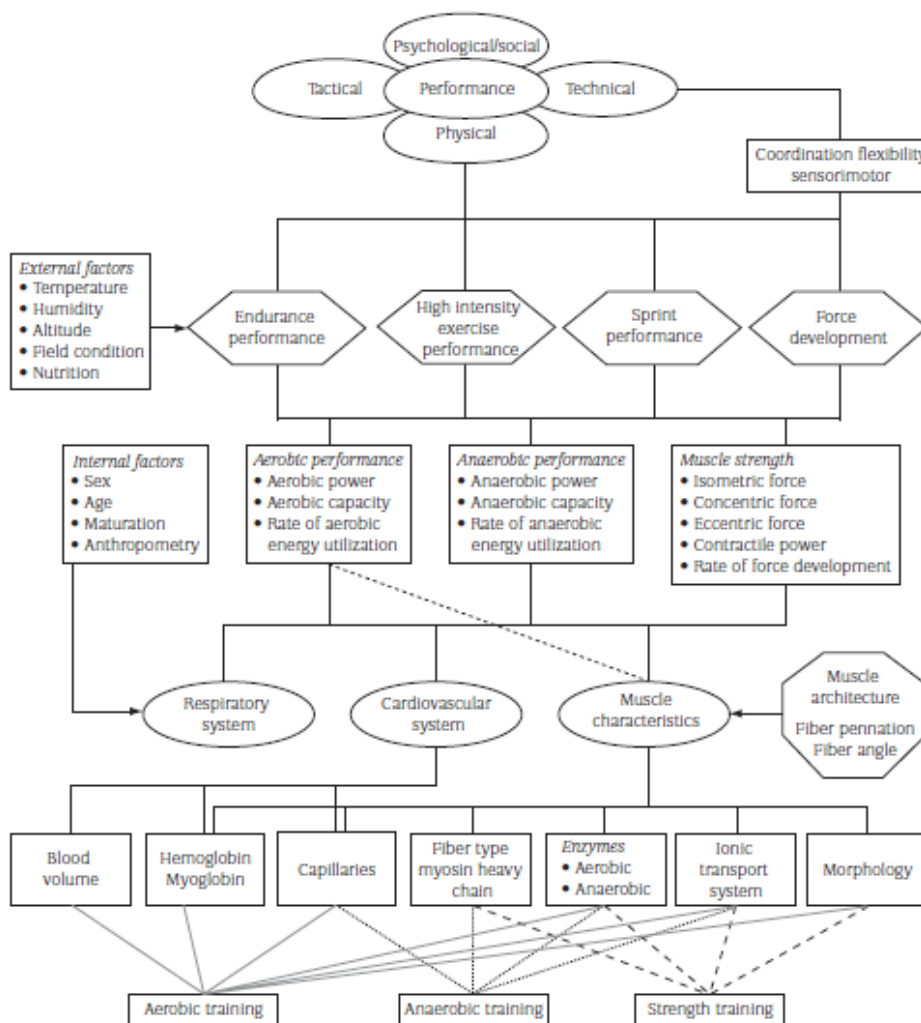 Psychological/social
Tactical
Performance
Technical
Physical
Coordination flexibility
sensorimotor
External factors
• Temperature
• Humidity
• Altitude
• Field condition
• Nutrition
Endurance
performance
High intensity
exercise
performance
Sprint
performance
Force
development
Internal factors
• Sex
• Age
• Maturation
• Anthropometry
Aerobic performance
• Aerobic power
• Aerobic capacity
• Rate of aerobic
energy utilization
Anaerobic performance
• Anaerobic power
• Anaerobic capacity
• Rate of anaerobic
energy utilization
Muscle strength
• Isometric force
• Concentric force
• Eccentric force
• Contractile power
• Rate of force development
Respiratory
system
Cardiovascular
system
Muscle
characteristics
Muscle
architecture
Fiber pennation
Fiber angle
Blood
volume
Hemoglobin
Myoglobin
Capillaries
Fiber type
myosin heavy
chain
Enzymes
• Aerobic
• Anaerobic
Ionic
transport
system
Morphology
Aerobic training
Anaerobic training
Strength training